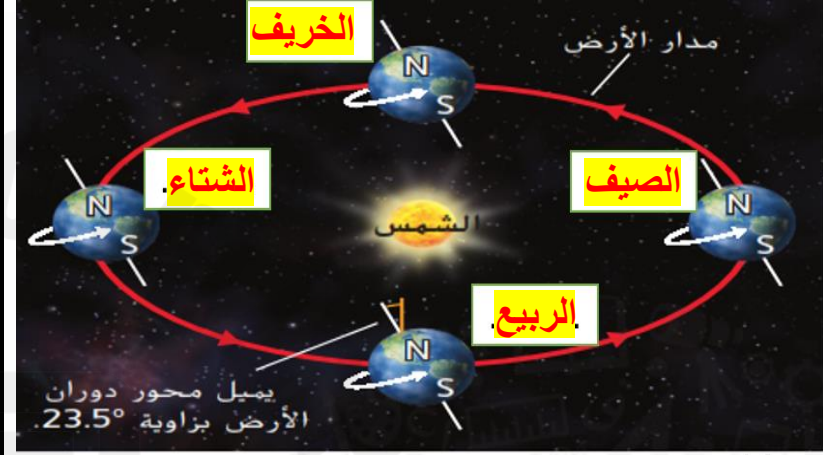 الخريف
مدار الأرض
N
S
الصيف
الشتاء.
N
S
N
S
الشمس
.الربيع.
N
S
يميل محور دوران
الأرض بزاوية 23.5°.